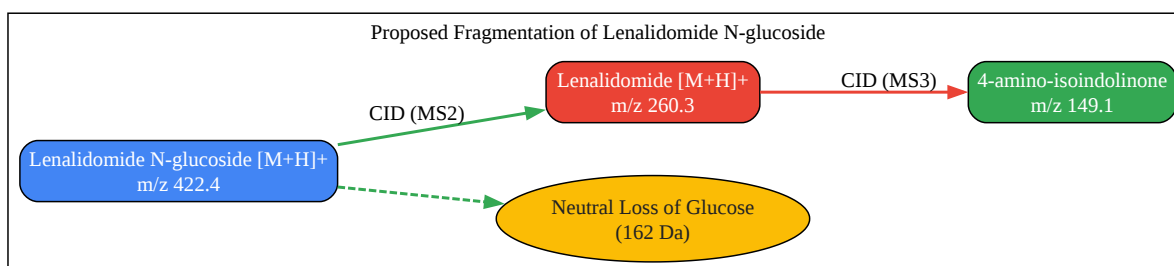 Proposed Fragmentation of Lenalidomide N-glucoside
Lenalidomide N-glucoside [M+H]+
m/z 422.4
CID (MS2)
Lenalidomide [M+H]+
m/z 260.3
CID (MS3)
4-amino-isoindolinone
m/z 149.1
Neutral Loss of Glucose
(162 Da)